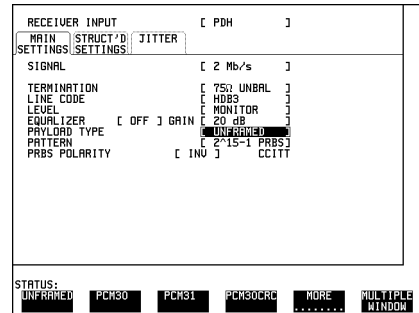 RECEIVER INPUT [ PDH ]
MAIN SETTINGS STRUCT'D SETTINGS JITTER
SIGNAL [ 2 Mb/s ]
TERMINATION [ 75Ω UNBAL ]
LINE CODE [ HDB3 ]
LEVEL [ MONITOR ]
EQUALIZER [ OFF ] GAIN [ 20 dB ]
PAYLOAD TYPE [ UNFRAMED ]
PATTERN [ 2^15-1 PRBS]
PRBS POLARITY [ INV ] CCITT
STATUS:
UNFRAMED PCM30 PCM31 PCM30CRC MORE ........ MULTIPLE WINDOW